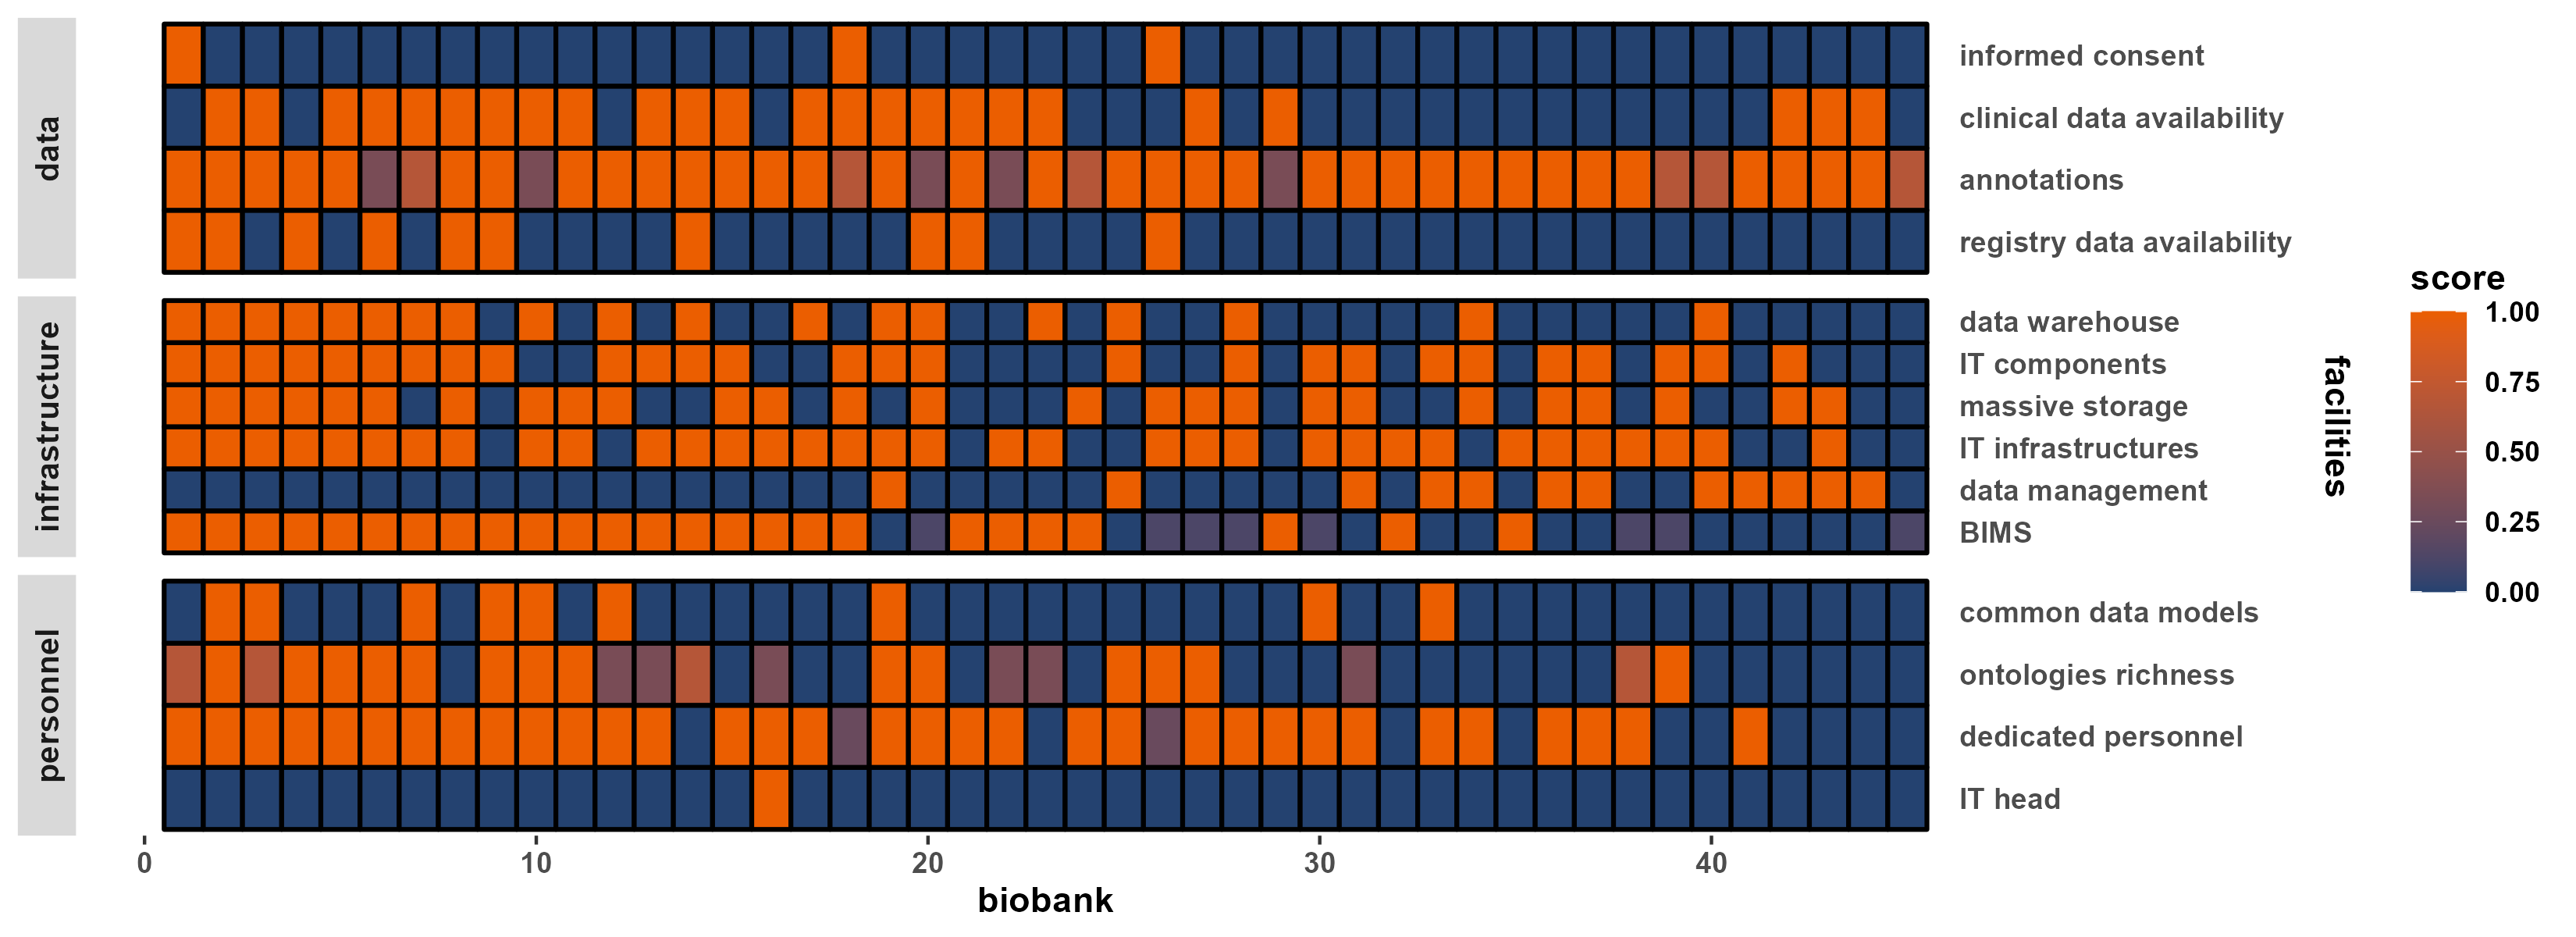 data
informed consent
clinical data availability
annotations
registry data availability
infrastructure
data warehouse
IT components
massive storage
IT infrastructures
data management
BIMS
personnel
common data models
ontologies richness
dedicated personnel
IT head
0 10 20 30 40
biobank
facilities
score
1.00
0.75
0.50
0.25
0.00